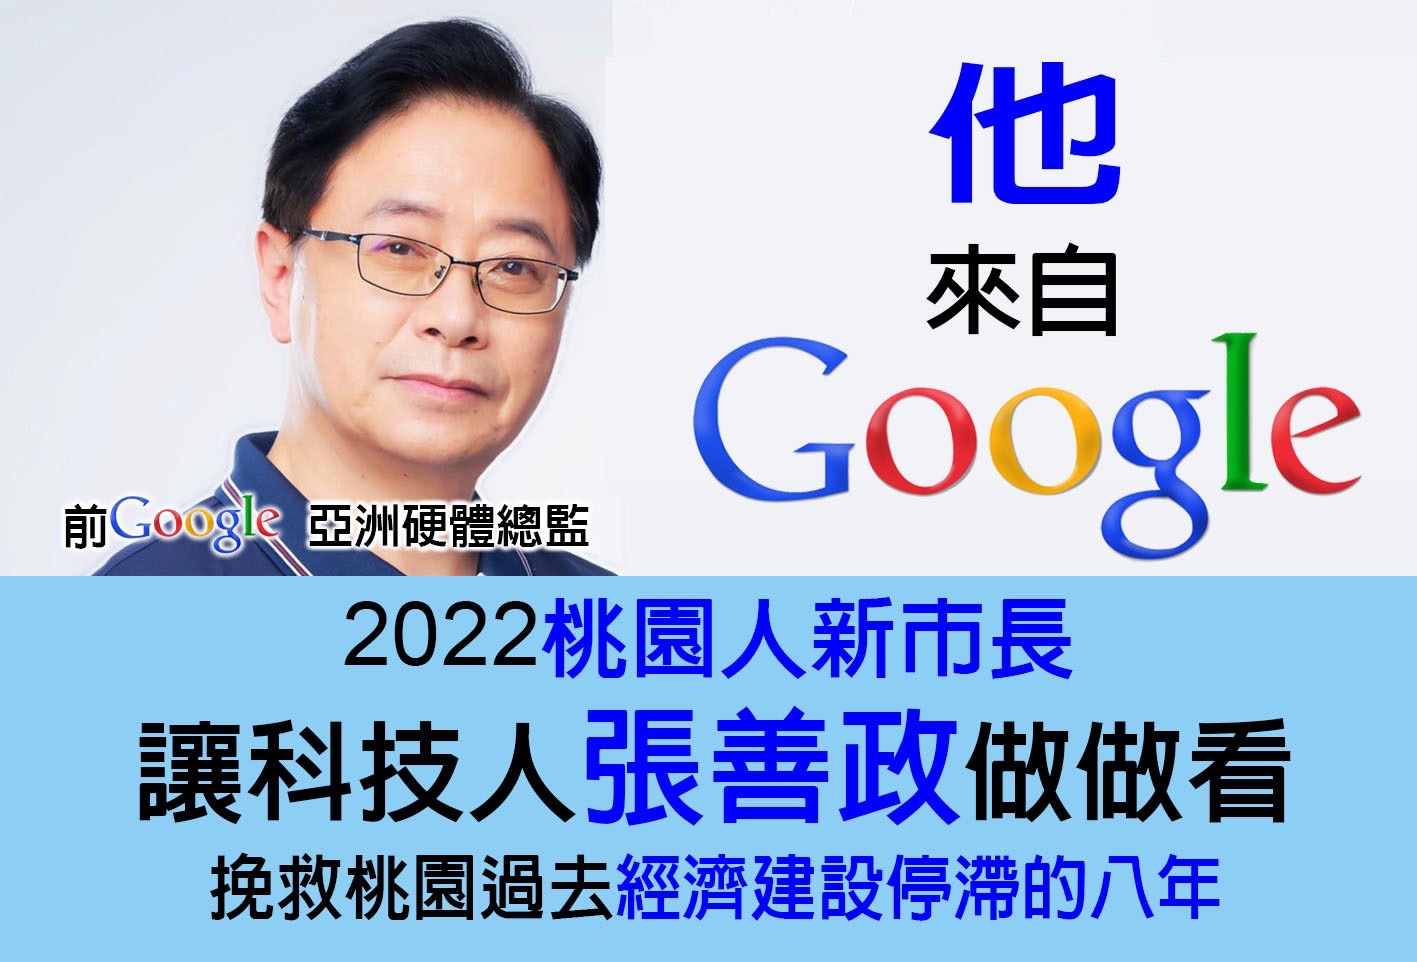 他
來自
Google
前Google 亞洲硬體總監
2022桃園人新市長
讓科技人張善政做做看
挽救桃園過去經濟建設停滯的八年